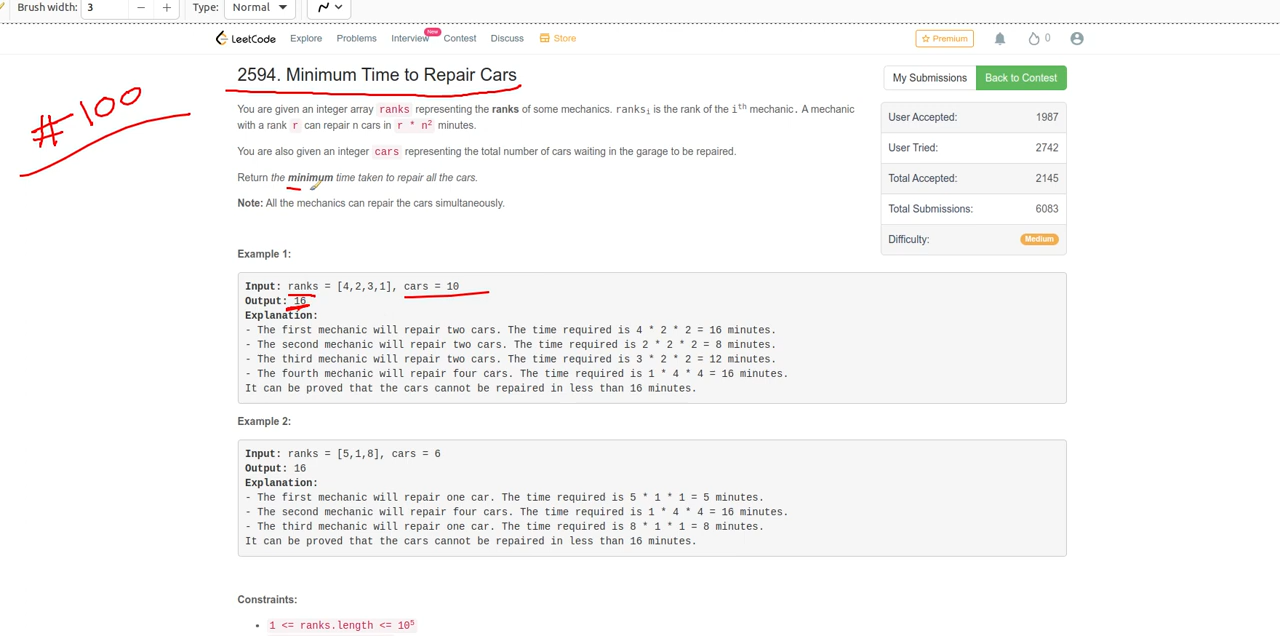 Brush width: 3 − + Type: Normal
LeetCode Explore Problems Interview New Contest Discuss Store Premium 0
#100
2594. Minimum Time to Repair Cars
My Submissions Back to Contest
You are given an integer array ranks representing the ranks of some mechanics. ranksi is the rank of the ith mechanic. A mechanic
with a rank r can repair n cars in r * n² minutes.
You are also given an integer cars representing the total number of cars waiting in the garage to be repaired.
Return the minimum time taken to repair all the cars.
Note: All the mechanics can repair the cars simultaneously.
User Accepted: 1987
User Tried: 2742
Total Accepted: 2145
Total Submissions: 6083
Difficulty: Medium
Example 1:
Input: ranks = [4,2,3,1], cars = 10
Output: 16
Explanation:
- The first mechanic will repair two cars. The time required is 4 * 2 * 2 = 16 minutes.
- The second mechanic will repair two cars. The time required is 2 * 2 * 2 = 8 minutes.
- The third mechanic will repair two cars. The time required is 3 * 2 * 2 = 12 minutes.
- The fourth mechanic will repair four cars. The time required is 1 * 4 * 4 = 16 minutes.
It can be proved that the cars cannot be repaired in less than 16 minutes.
Example 2:
Input: ranks = [5,1,8], cars = 6
Output: 16
Explanation:
- The first mechanic will repair one car. The time required is 5 * 1 * 1 = 5 minutes.
- The second mechanic will repair four cars. The time required is 1 * 4 * 4 = 16 minutes.
- The third mechanic will repair one car. The time required is 8 * 1 * 1 = 8 minutes.
It can be proved that the cars cannot be repaired in less than 16 minutes.
Constraints:
• 1 <= ranks.length <= 10⁵